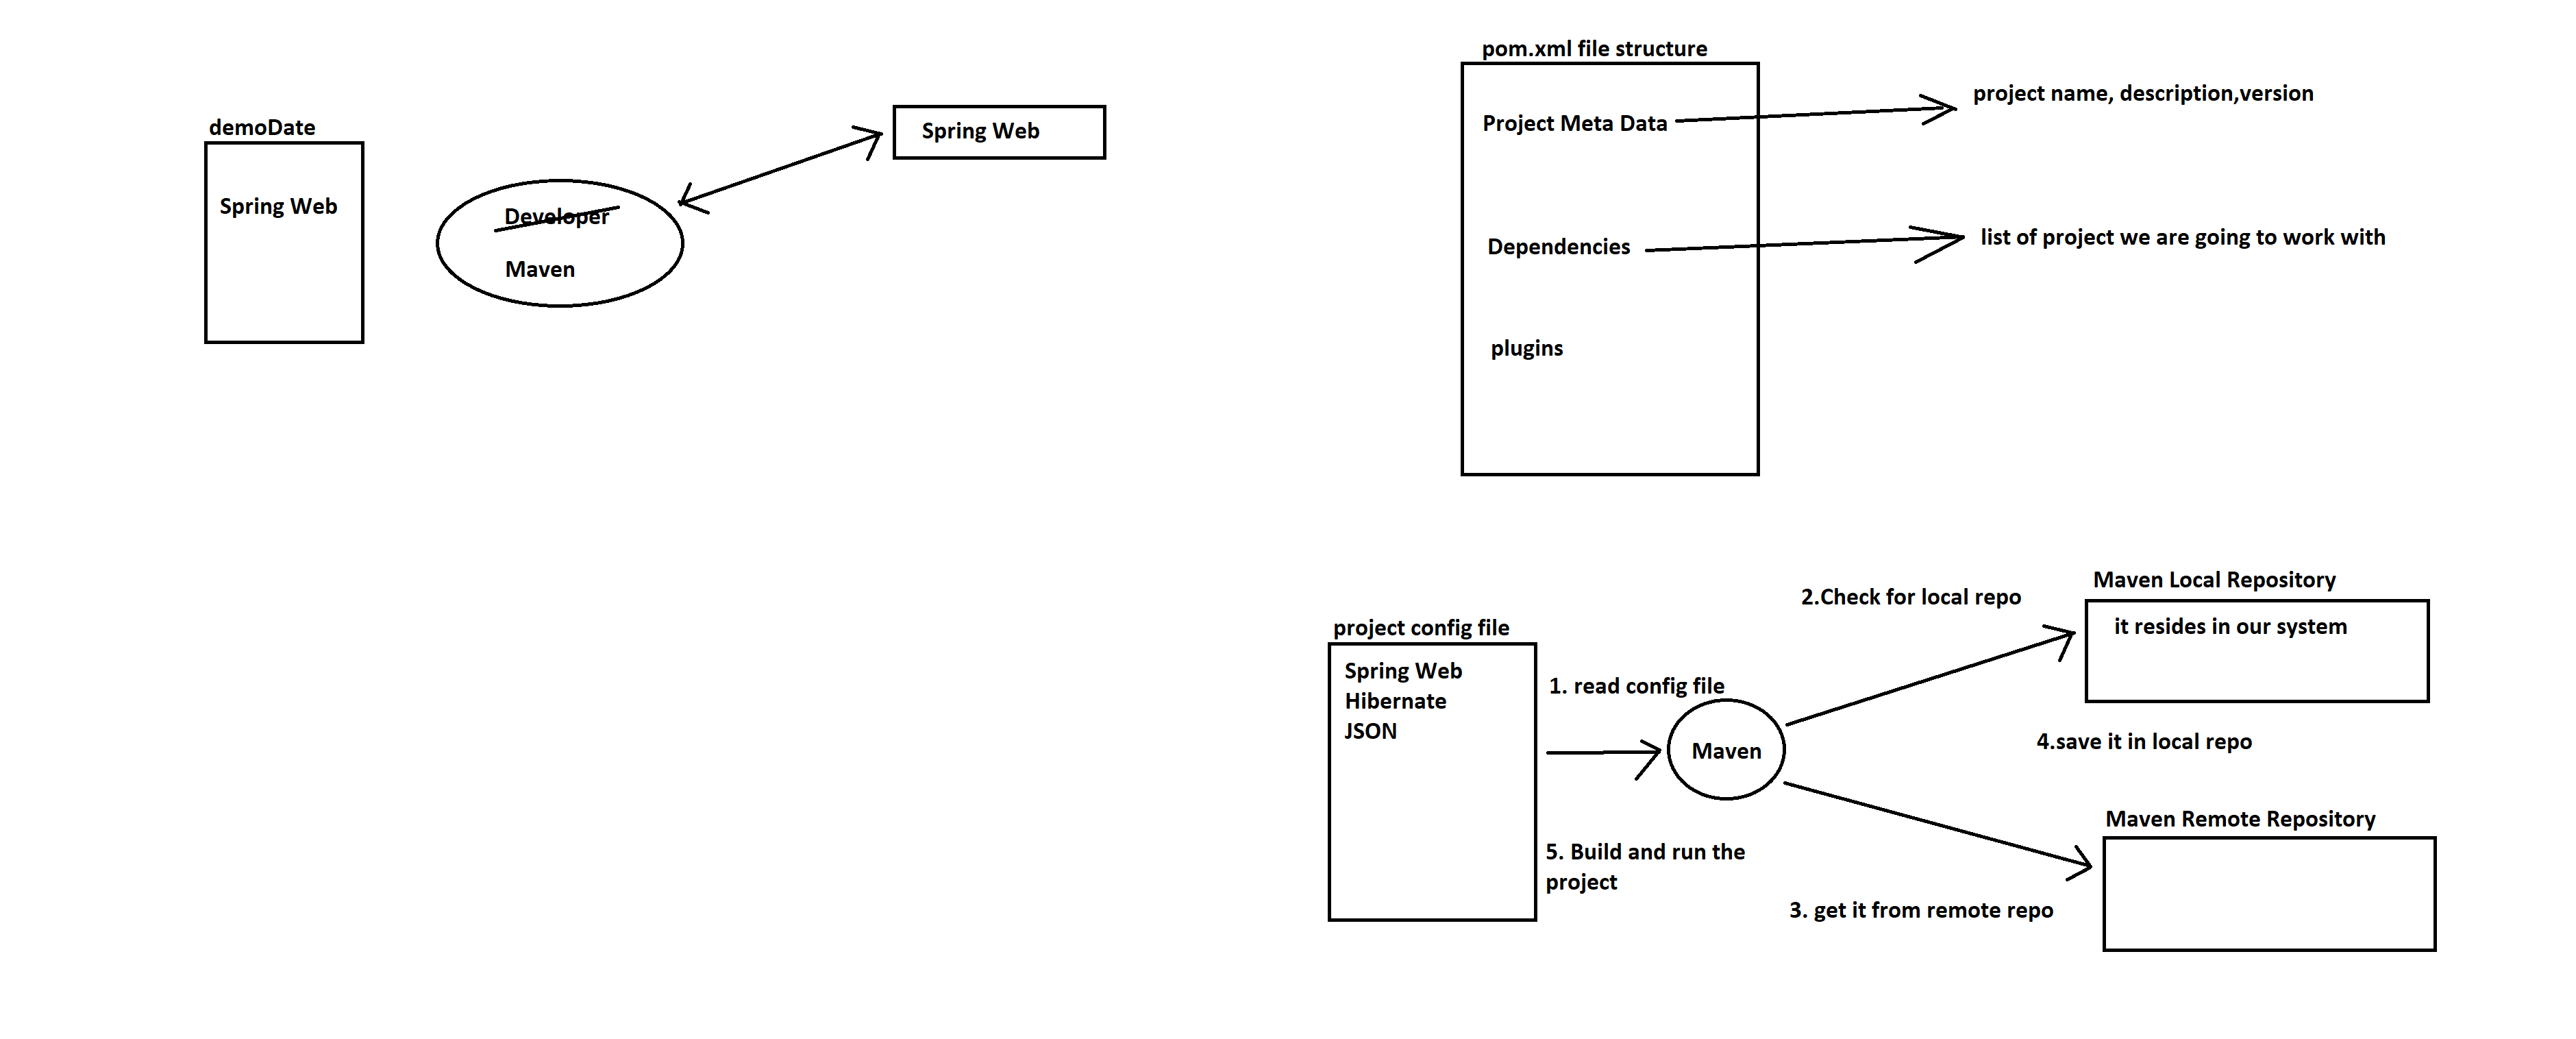 demoDate
Spring Web
Developer
Maven
Spring Web
pom.xml file structure
Project Meta Data
project name, description,version
Dependencies
list of project we are going to work with
plugins
project config file
Spring Web
Hibernate
JSON
1. read config file
Maven
2.Check for local repo
Maven Local Repository
it resides in our system
4.save it in local repo
Maven Remote Repository
3. get it from remote repo
5. Build and run the
project